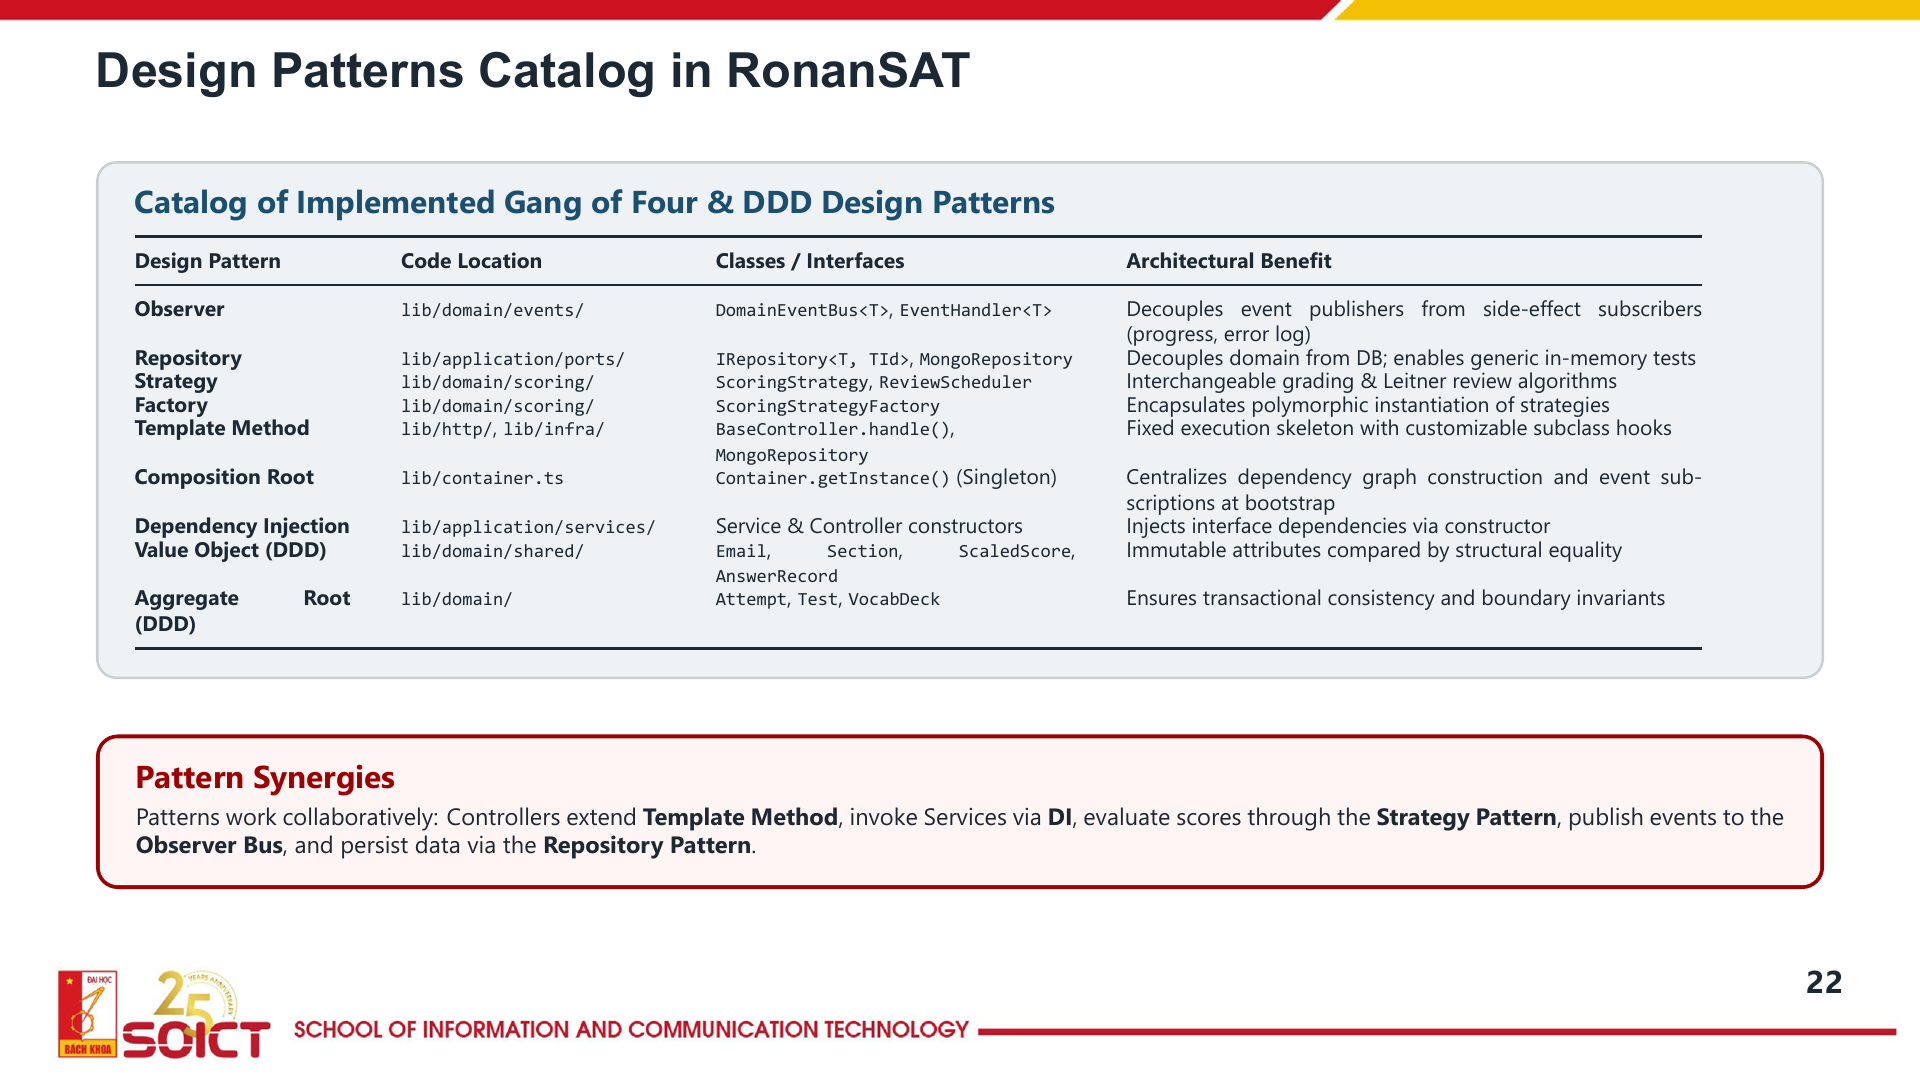 Design Patterns Catalog in RonanSAT
Catalog of Implemented Gang of Four & DDD Design Patterns
Design Pattern Code Location Classes / Interfaces Architectural Benefit
Observer lib/domain/events/ DomainEventBus<T>, EventHandler<T> Decouples event publishers from side-effect subscribers
(progress, error log)
Repository lib/application/ports/ IRepository<T, TId>, MongoRepository Decouples domain from DB; enables generic in-memory tests
Strategy lib/domain/scoring/ ScoringStrategy, ReviewScheduler Interchangeable grading & Leitner review algorithms
Factory lib/domain/scoring/ ScoringStrategyFactory Encapsulates polymorphic instantiation of strategies
Template Method lib/http/, lib/infra/ BaseController.handle(), Fixed execution skeleton with customizable subclass hooks
MongoRepository
Composition Root lib/container.ts Container.getInstance() (Singleton) Centralizes dependency graph construction and event sub-
scriptions at bootstrap
Dependency Injection lib/application/services/ Service & Controller constructors Injects interface dependencies via constructor
Value Object (DDD) lib/domain/shared/ Email, Section, ScaledScore, Immutable attributes compared by structural equality
AnswerRecord
Aggregate Root lib/domain/ Attempt, Test, VocabDeck Ensures transactional consistency and boundary invariants
(DDD)
Pattern Synergies
Patterns work collaboratively: Controllers extend Template Method, invoke Services via DI, evaluate scores through the Strategy Pattern, publish events to the
Observer Bus, and persist data via the Repository Pattern.
22
ĐẠI HỌC
BÁCH KHOA
25
YEARS ANNIVERSARY
SOICT
SCHOOL OF INFORMATION AND COMMUNICATION TECHNOLOGY